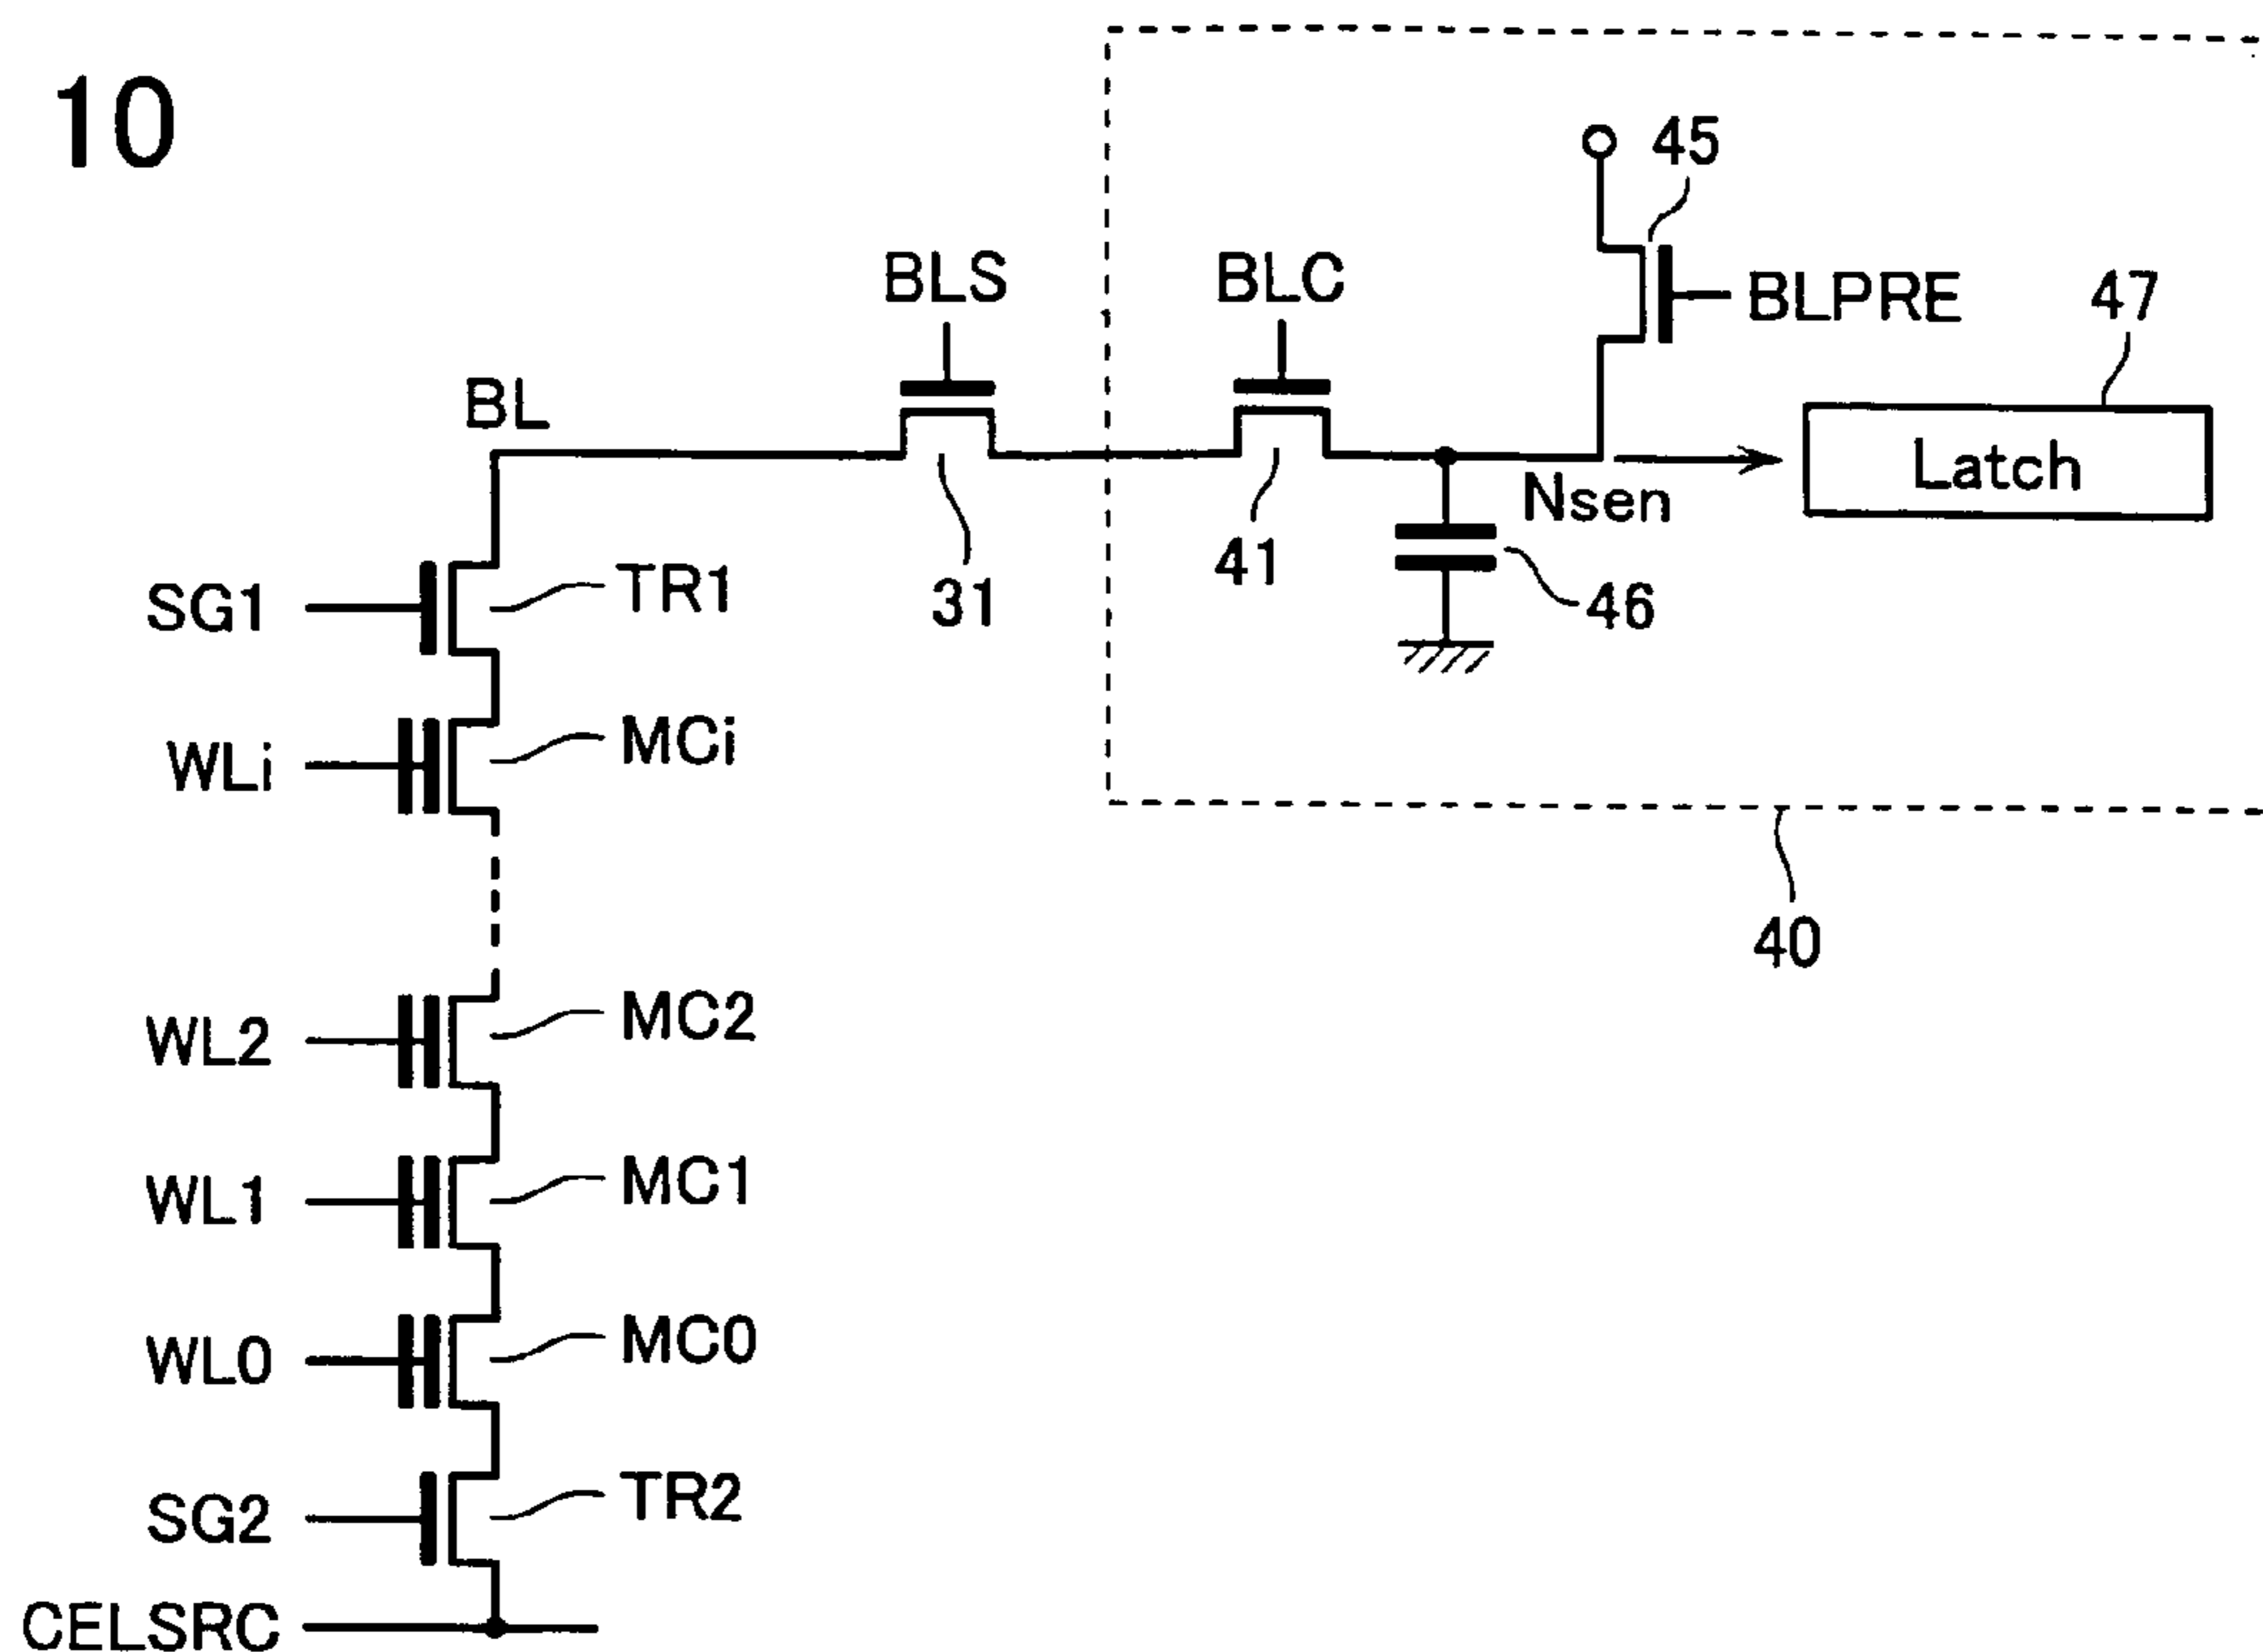 10
45
BLS
BLC
BLPRE
47
BL
Latch
Nsen
SG1
TR1
31
41
46
WLi
MCi
40
WL2
MC2
WL1
MC1
WL0
MC0
SG2
TR2
CELSRC